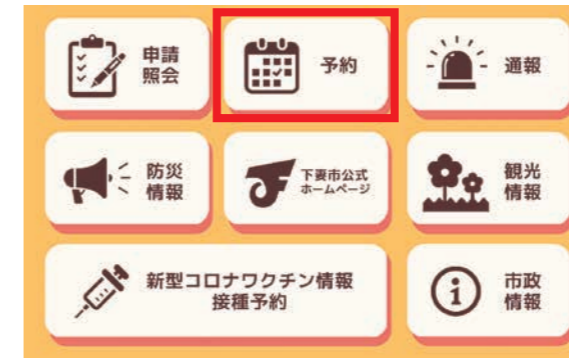 申請
照会
予約
通報
防災
情報
下妻市公式
ホームページ
観光
情報
新型コロナワクチン情報
接種予約
市政
情報